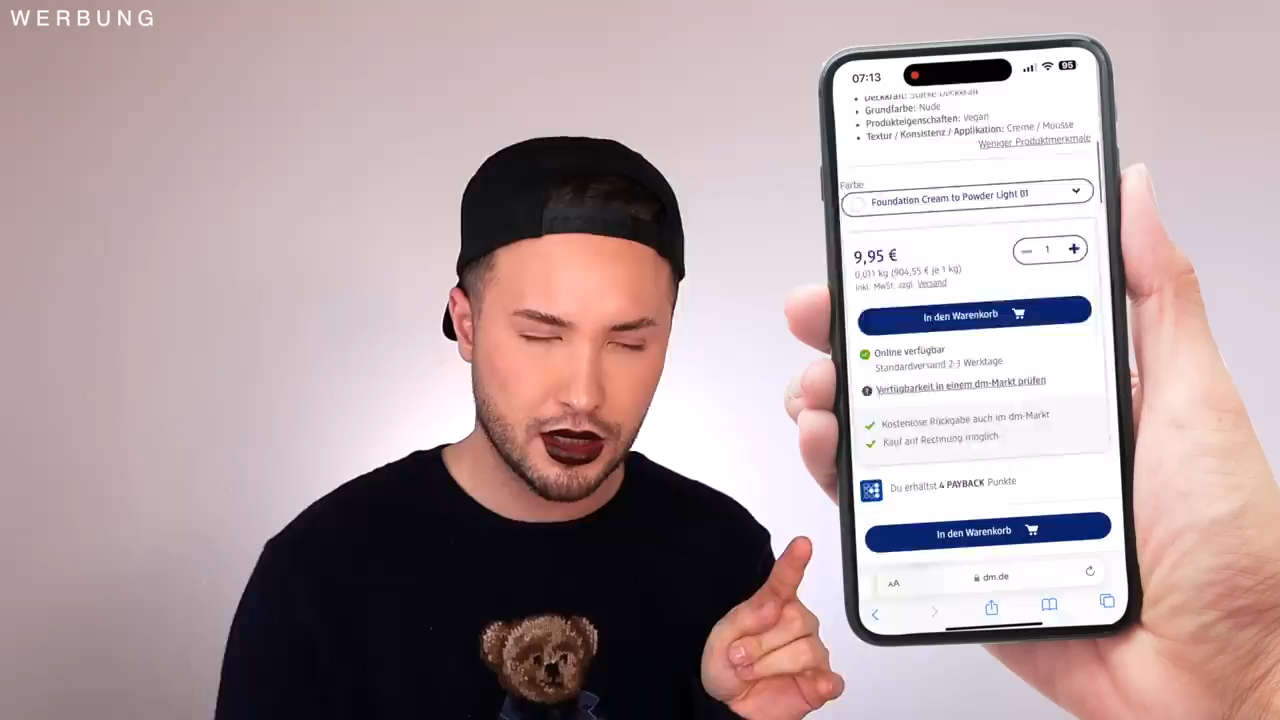 WERBUNG
07:13
95
Deckkraft: Starke Deckkraft
Grundfarbe: Nude
Produkteigenschaften: Vegan
Textur / Konsistenz / Applikation: Creme / Mousse
Weniger Produktmerkmale
Farbe
Foundation Cream to Powder Light 01
9,95 €
1
0,011 kg (904,55 € je 1 kg)
inkl. MwSt. zzgl. Versand
In den Warenkorb
Online verfügbar
Standardversand 2-3 Werktage
Verfügbarkeit in einem dm-Markt prüfen
Kostenlose Rückgabe auch im dm-Markt
Kauf auf Rechnung möglich
Du erhältst 4 PAYBACK Punkte
In den Warenkorb
AA
dm.de